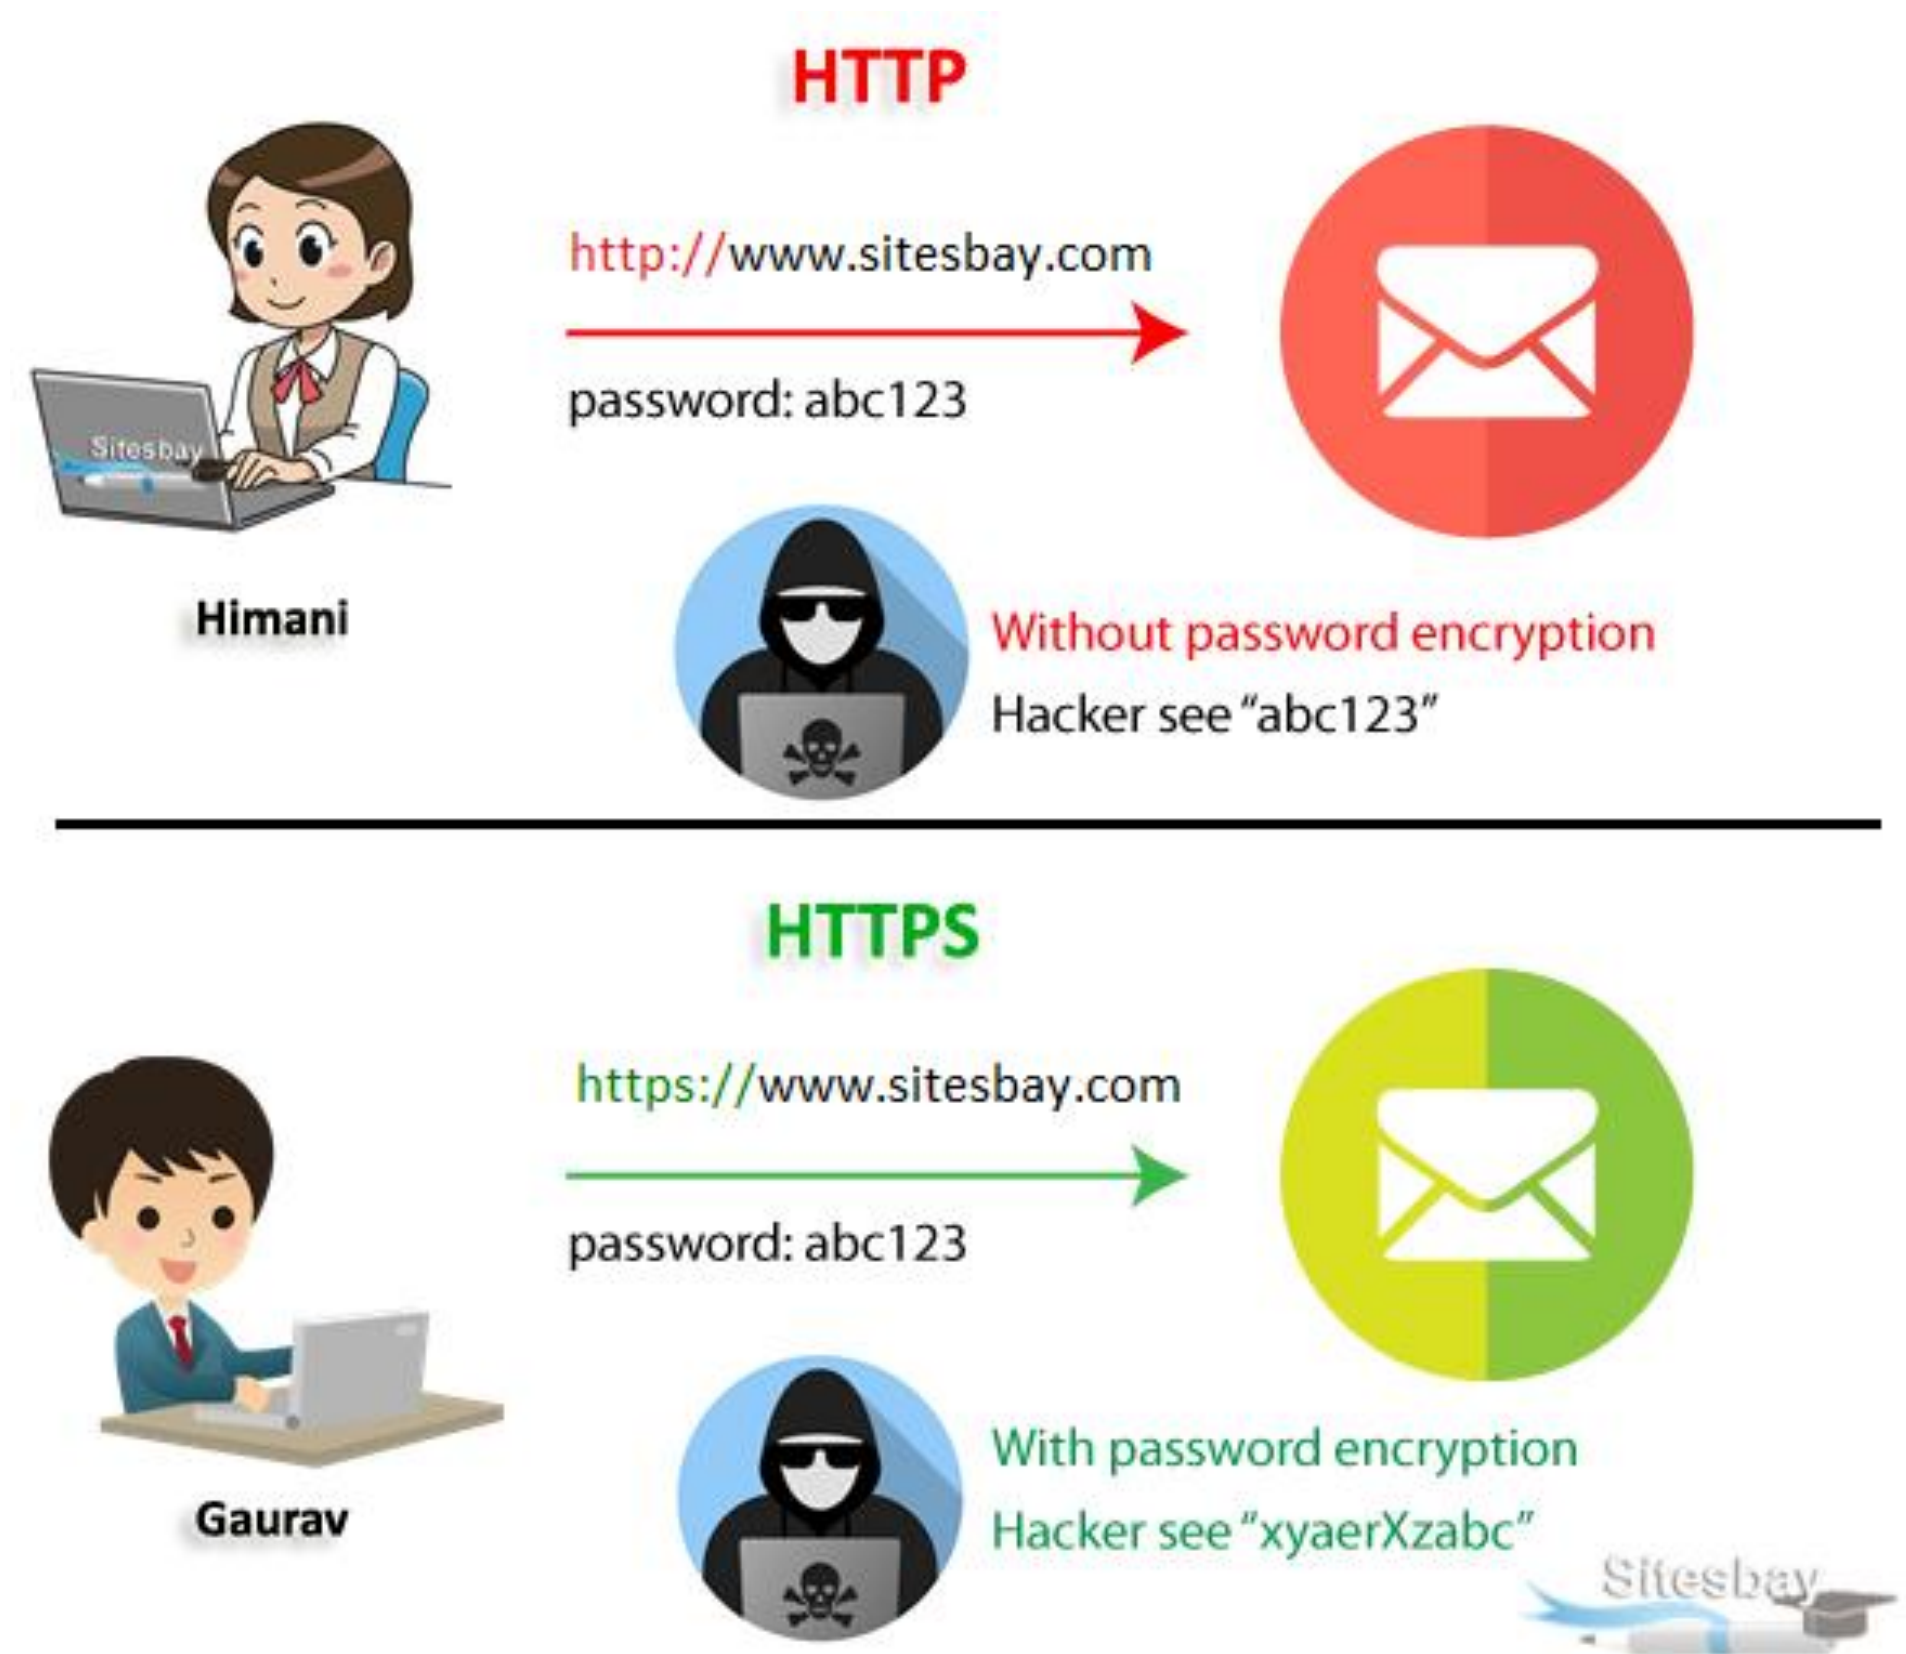 HTTP
http://www.sitesbay.com
password: abc123
Sitesbay
Himani
Without password encryption
Hacker see “abc123”
HTTPS
https://www.sitesbay.com
password: abc123
With password encryption
Hacker see “xyaerXzabc”
Gaurav
Sitesbay